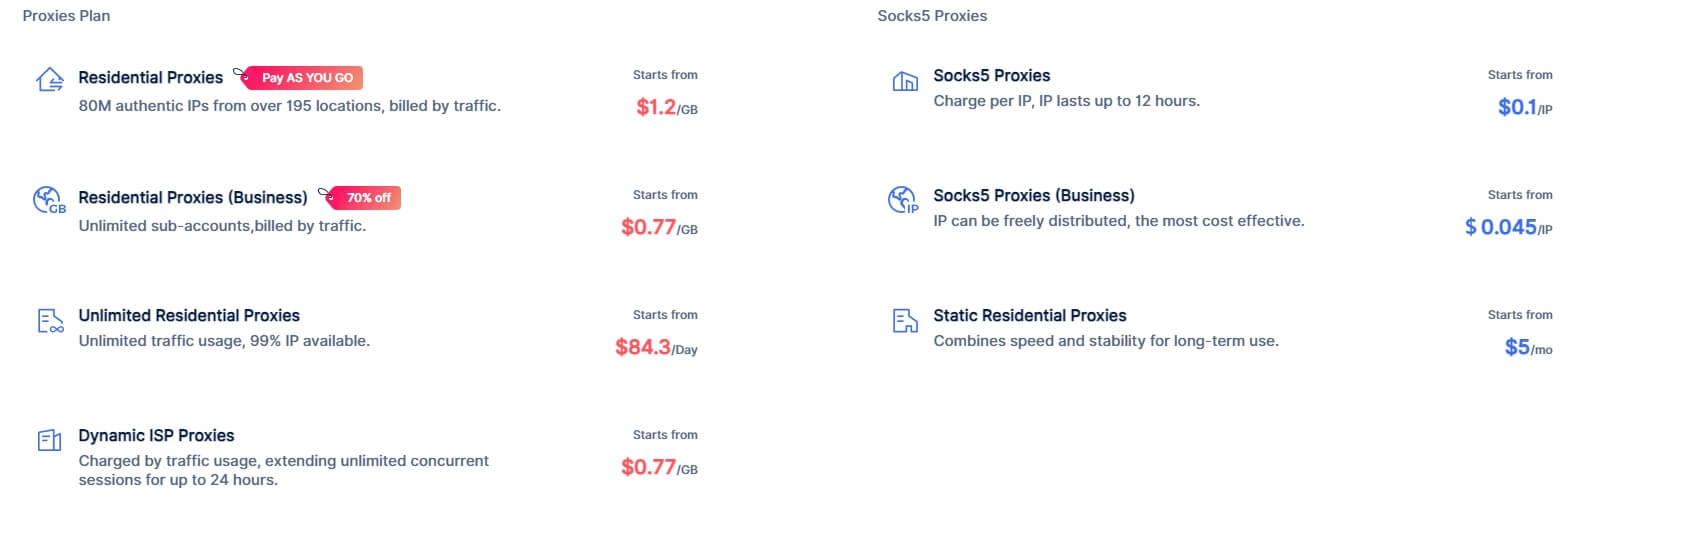 Proxies Plan
Residential Proxies Pay AS YOU GO
80M authentic IPs from over 195 locations, billed by traffic.
Starts from
$1.2/GB
GB
Residential Proxies (Business) 70% off
Unlimited sub-accounts,billed by traffic.
Starts from
$0.77/GB
Unlimited Residential Proxies
Unlimited traffic usage, 99% IP available.
Starts from
$84.3/Day
Dynamic ISP Proxies
Charged by traffic usage, extending unlimited concurrent
sessions for up to 24 hours.
Starts from
$0.77/GB
Socks5 Proxies
Socks5 Proxies
Charge per IP, IP lasts up to 12 hours.
Starts from
$0.1/IP
IP
Socks5 Proxies (Business)
IP can be freely distributed, the most cost effective.
Starts from
$ 0.045/IP
Static Residential Proxies
Combines speed and stability for long-term use.
Starts from
$5/mo